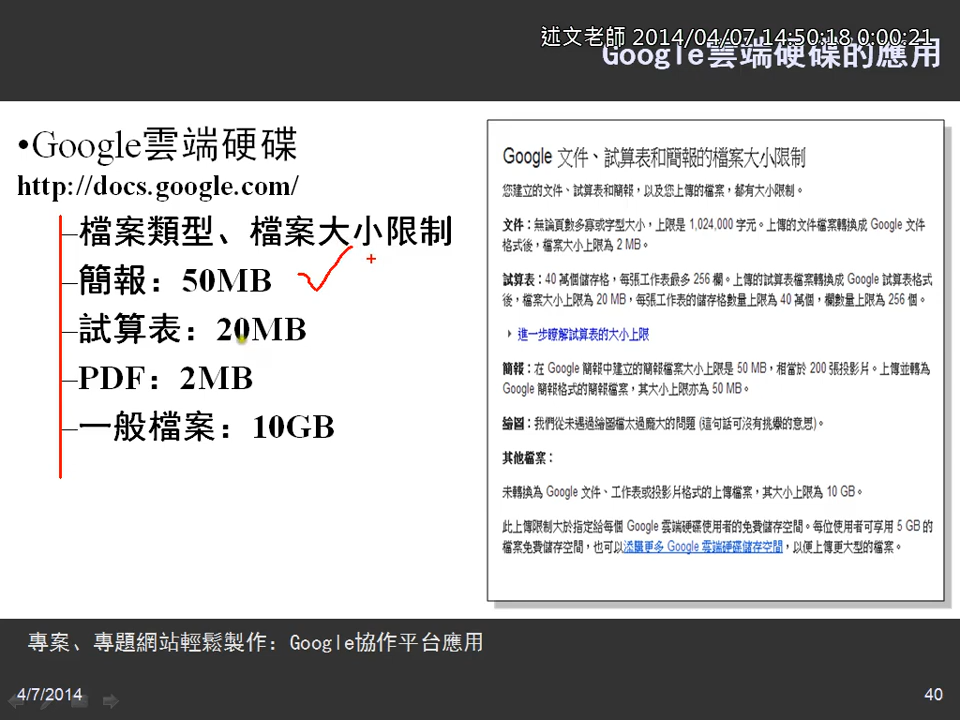 述文老師 2014/04/07 14:50:18 0:00:21
Google雲端硬碟的應用
•Google雲端硬碟
http://docs.google.com/
–檔案類型、檔案大小限制
–簡報：50MB
–試算表：20MB
–PDF：2MB
–一般檔案：10GB
Google 文件、試算表和簡報的檔案大小限制
您建立的文件、試算表和簡報，以及您上傳的檔案，都有大小限制。
文件：無論頁數多寡或字型大小，上限是 1,024,000 字元。上傳的文件檔案轉換成 Google 文件
格式後，檔案大小上限為 2 MB。
試算表：40 萬個儲存格，每張工作表最多 256 欄。上傳的試算表檔案轉換成 Google 試算表格式
後，檔案大小上限為 20 MB，每張工作表的儲存格數量上限為 40 萬個，欄數量上限為 256 個。
進一步瞭解試算表的大小上限
簡報：在 Google 簡報中建立的簡報檔案大小上限是 50 MB，相當於 200 張投影片。上傳並轉為
Google 簡報格式的簡報檔案，其大小上限亦為 50 MB。
繪圖：我們從未遇過繪圖檔太過龐大的問題 (這句話可沒有挑釁的意思)。
其他檔案：
未轉換為 Google 文件、工作表或投影片格式的上傳檔案，其大小上限為 10 GB。
此上傳限制大於指定給每個 Google 雲端硬碟使用者的免費儲存空間。每位使用者可享用 5 GB 的
檔案免費儲存空間，也可以添購更多 Google 雲端硬碟儲存空間，以便上傳更大型的檔案。
專案、專題網站輕鬆製作：Google協作平台應用
4/7/2014
40